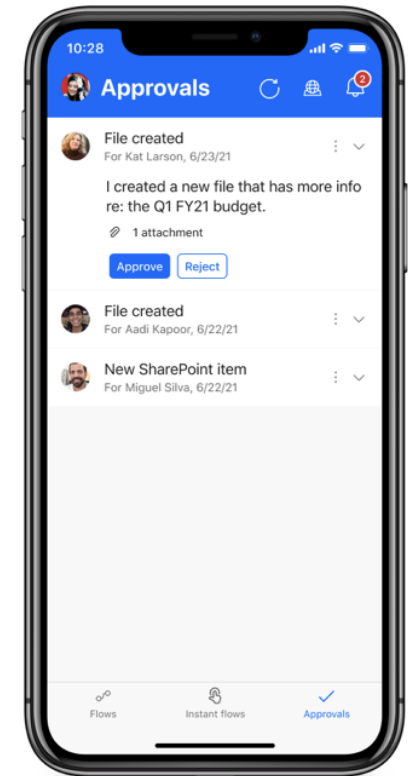 10:28
Approvals
2
File created
For Kat Larson, 6/23/21
I created a new file that has more info
re: the Q1 FY21 budget.
1 attachment
Approve Reject
File created
For Aadi Kapoor, 6/22/21
New SharePoint item
For Miguel Silva, 6/22/21
Flows Instant flows Approvals